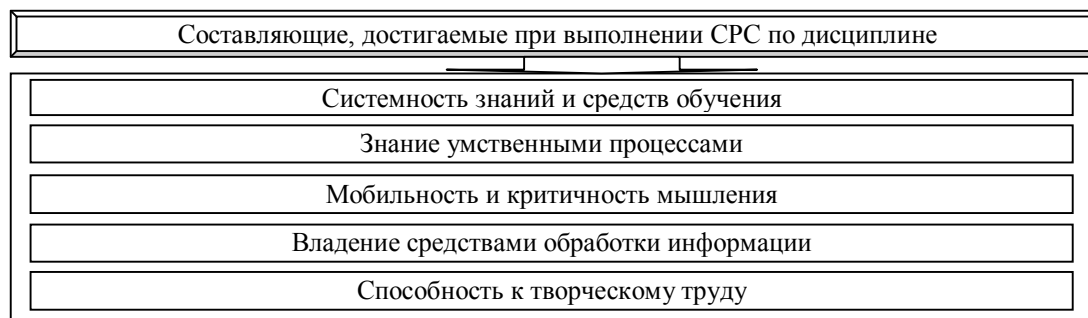 Составляющие, достигаемые при выполнении СРС по дисциплине
Системность знаний и средств обучения
Знание умственными процессами
Мобильность и критичность мышления
Владение средствами обработки информации
Способность к творческому труду